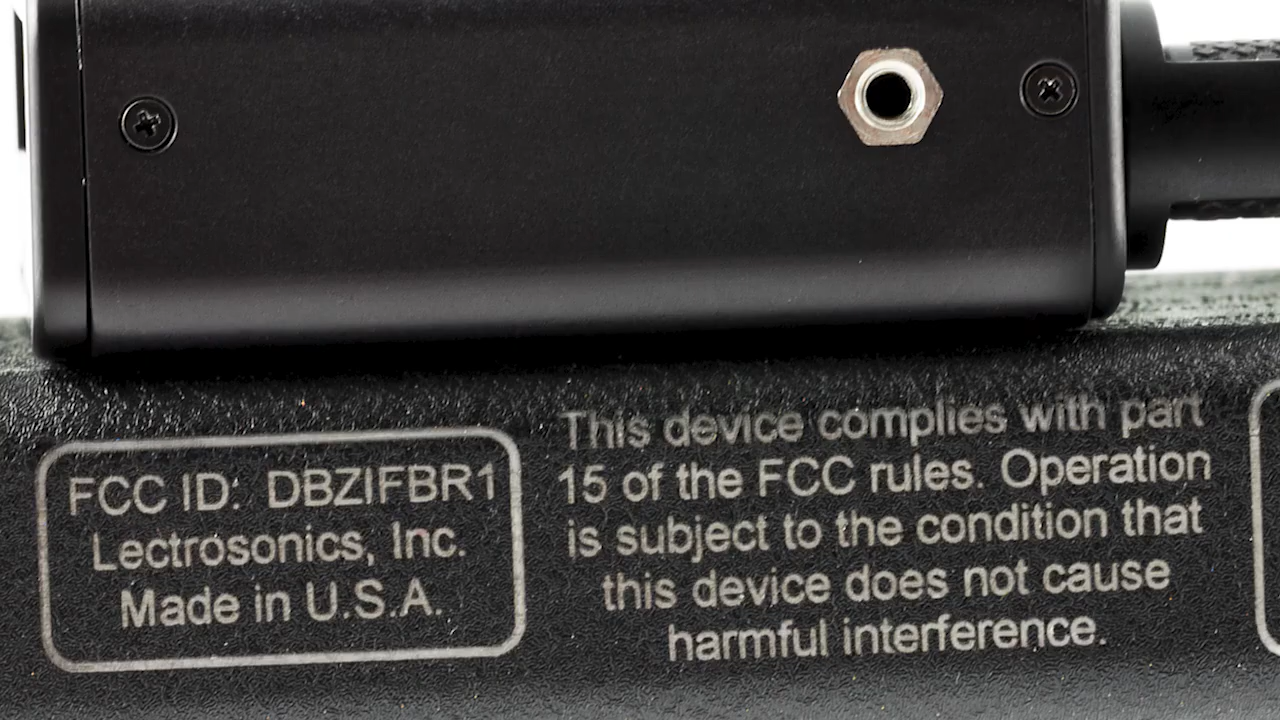 FCC ID: DBZIFBR1
Lectrosonics, Inc.
Made in U.S.A.
This device complies with part
15 of the FCC rules. Operation
is subject to the condition that
this device does not cause
harmful interference.